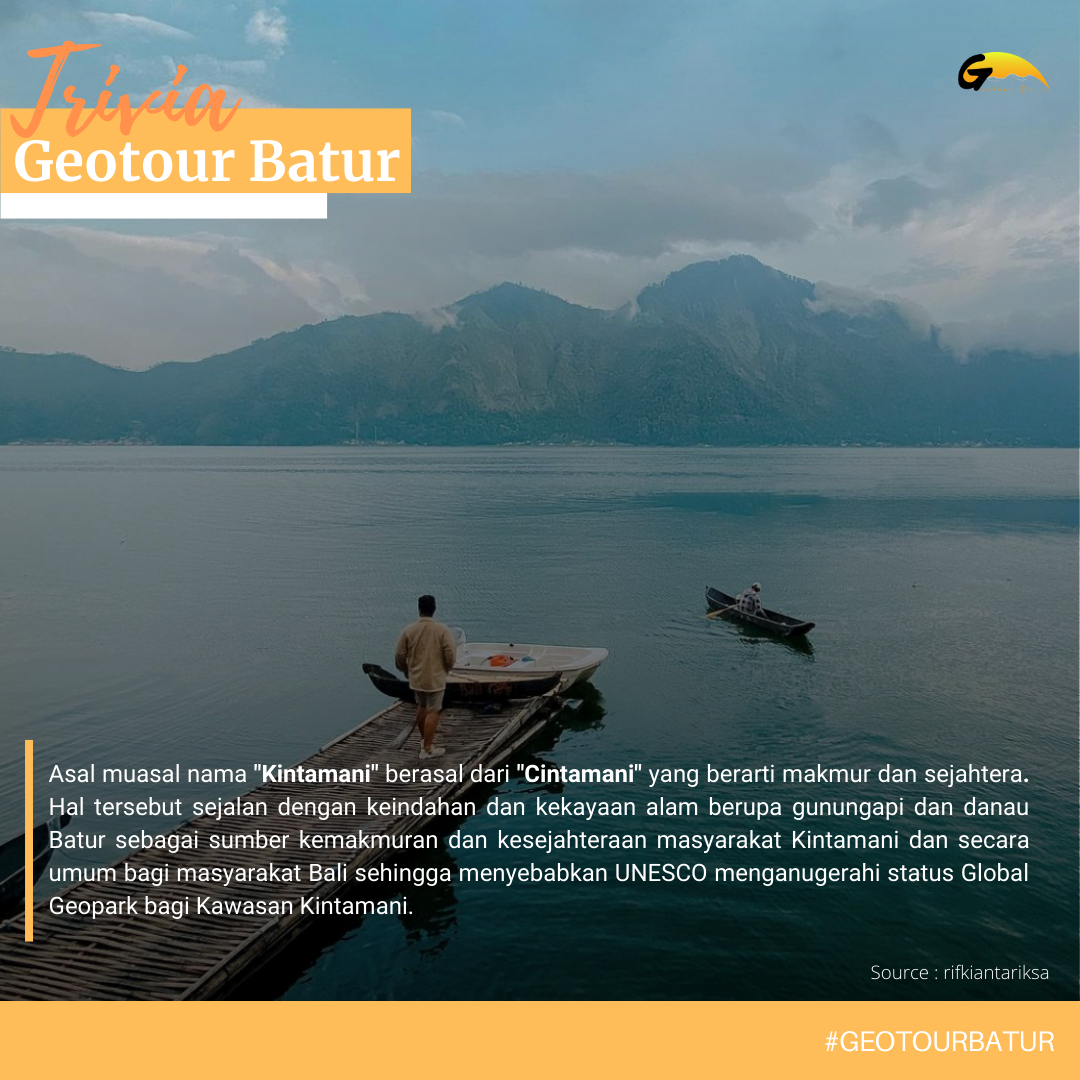 Trivia
Geotour Batur
G
Asal muasal nama "Kintamani" berasal dari "Cintamani" yang berarti makmur dan sejahtera.
Hal tersebut sejalan dengan keindahan dan kekayaan alam berupa gunungapi dan danau
Batur sebagai sumber kemakmuran dan kesejahteraan masyarakat Kintamani dan secara
umum bagi masyarakat Bali sehingga menyebabkan UNESCO menganugerahi status Global
Geopark bagi Kawasan Kintamani.
Source : rifkiantariksa
#GEOTOURBATUR